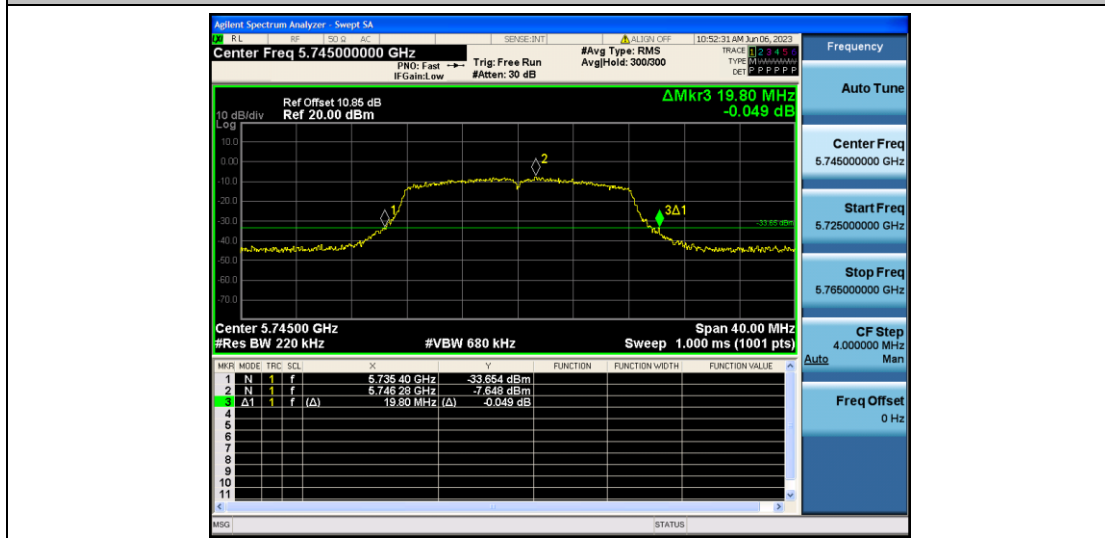 Agilent Spectrum Analyzer - Swept SA
RL RF 50 Ω AC SENSE:INT ALIGN OFF 10:52:31 AM Jun 06, 2023
Center Freq 5.745000000 GHz
PNO: Fast
IFGain:Low
Trig: Free Run
#Atten: 30 dB
#Avg Type: RMS
Avg|Hold: 300/300
TRACE 1 2 3 4 5 6
TYPE M WWWWW
DET P P P P P P
Ref Offset 10.85 dB
10 dB/div Ref 20.00 dBm
ΔMkr3 19.80 MHz
-0.049 dB
Log
10.0
0.00
-10.0
-20.0
-30.0
-40.0
-50.0
-60.0
-70.0
1
2
3Δ1
-33.65 dBm
Center 5.74500 GHz Span 40.00 MHz
#Res BW 220 kHz #VBW 680 kHz Sweep 1.000 ms (1001 pts)
MKR MODE TRC SCL X Y FUNCTION FUNCTION WIDTH FUNCTION VALUE
1 N 1 f 5.735 40 GHz -33.654 dBm
2 N 1 f 5.746 28 GHz -7.648 dBm
3 Δ1 1 f (Δ) 19.80 MHz (Δ) -0.049 dB
4
5
6
7
8
9
10
11
MSG STATUS
Frequency
Auto Tune
Center Freq
5.745000000 GHz
Start Freq
5.725000000 GHz
Stop Freq
5.765000000 GHz
CF Step
4.000000 MHz
Auto Man
Freq Offset
0 Hz